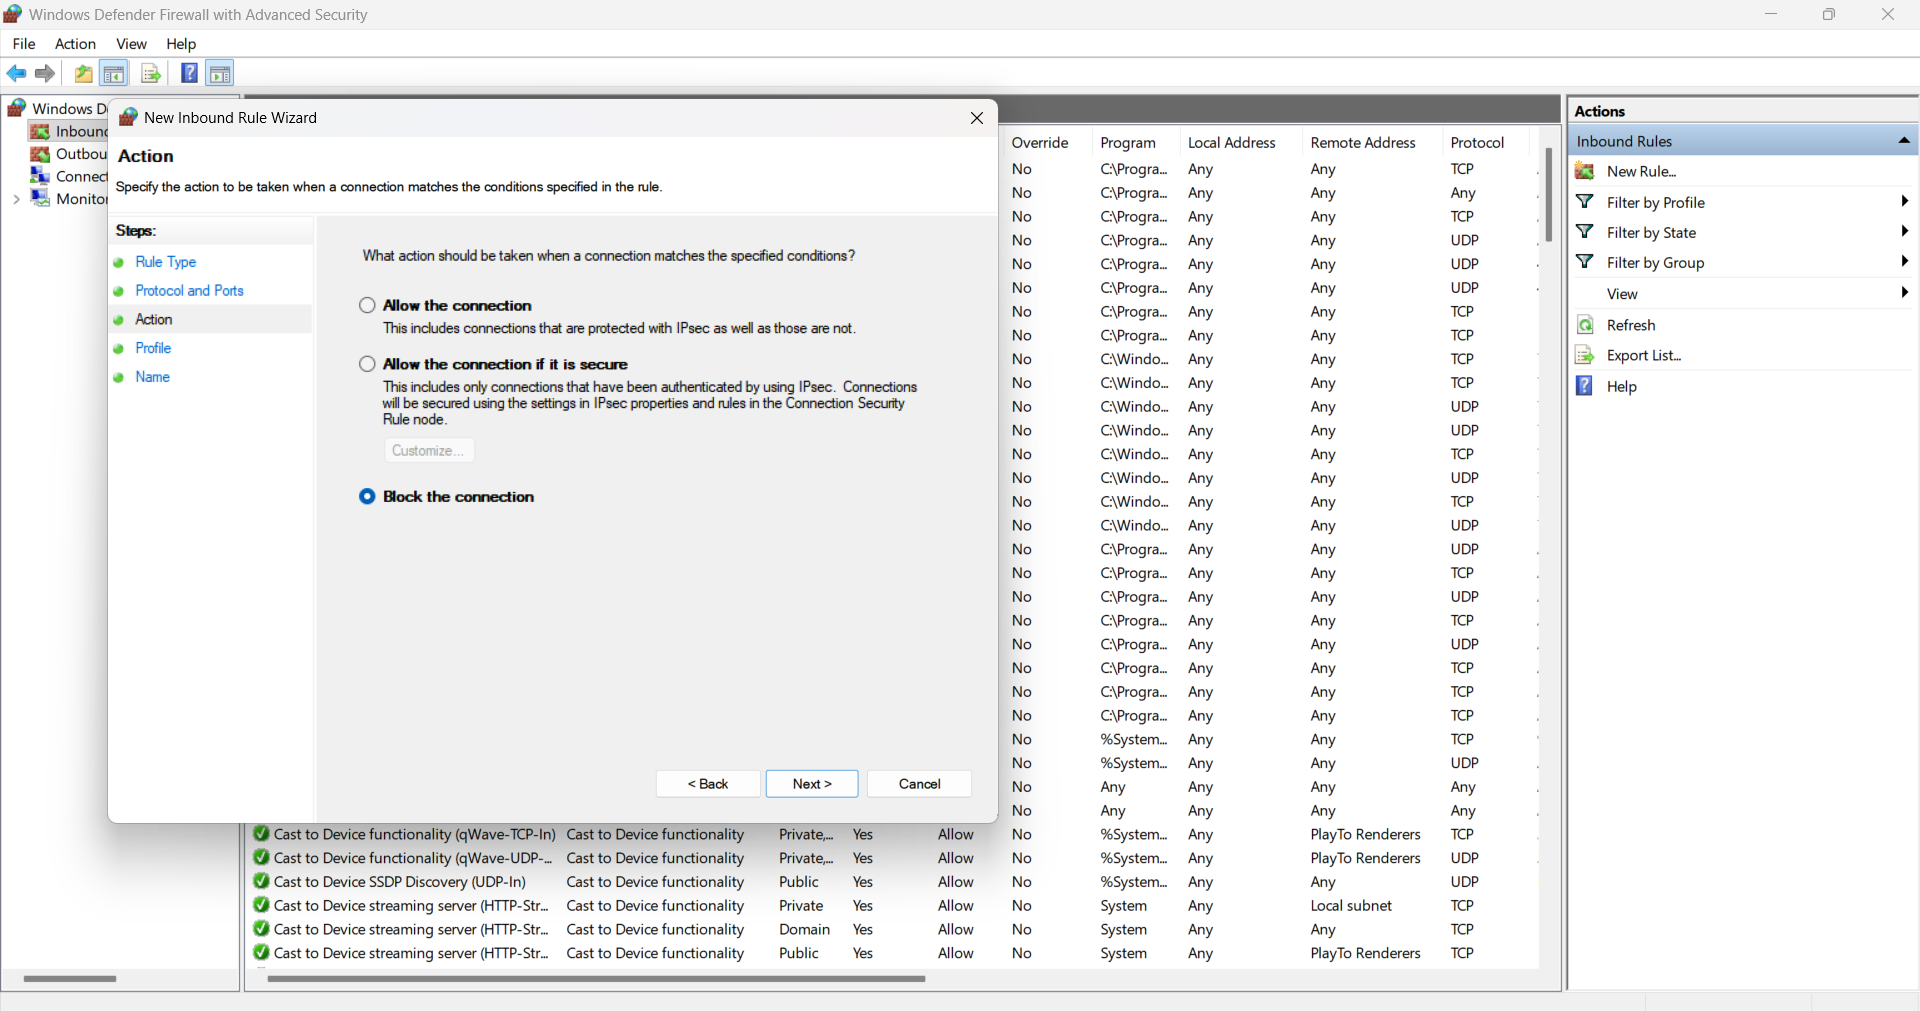 Windows Defender Firewall with Advanced Security
File Action View Help
Windows D
Inbound
Outbou
Connect
Monitor
New Inbound Rule Wizard
Action
Specify the action to be taken when a connection matches the conditions specified in the rule.
Steps:
Rule Type
Protocol and Ports
Action
Profile
Name
What action should be taken when a connection matches the specified conditions?
Allow the connection
This includes connections that are protected with IPsec as well as those are not.
Allow the connection if it is secure
This includes only connections that have been authenticated by using IPsec. Connections
will be secured using the settings in IPsec properties and rules in the Connection Security
Rule node.
Customize...
Block the connection
< Back Next > Cancel
Override Program Local Address Remote Address Protocol
No C:\Progra... Any Any TCP
No C:\Progra... Any Any Any
No C:\Progra... Any Any TCP
No C:\Progra... Any Any UDP
No C:\Progra... Any Any UDP
No C:\Progra... Any Any UDP
No C:\Progra... Any Any TCP
No C:\Progra... Any Any TCP
No C:\Windo... Any Any TCP
No C:\Windo... Any Any TCP
No C:\Windo... Any Any UDP
No C:\Windo... Any Any UDP
No C:\Windo... Any Any TCP
No C:\Windo... Any Any UDP
No C:\Windo... Any Any TCP
No C:\Windo... Any Any UDP
No C:\Progra... Any Any UDP
No C:\Progra... Any Any TCP
No C:\Progra... Any Any UDP
No C:\Progra... Any Any TCP
No C:\Progra... Any Any UDP
No C:\Progra... Any Any TCP
No C:\Progra... Any Any TCP
No C:\Progra... Any Any TCP
No %System... Any Any TCP
No %System... Any Any UDP
No Any Any Any Any
No Any Any Any Any
Cast to Device functionality (qWave-TCP-In) Cast to Device functionality Private,... Yes Allow No %System... Any PlayTo Renderers TCP
Cast to Device functionality (qWave-UDP-... Cast to Device functionality Private,... Yes Allow No %System... Any PlayTo Renderers UDP
Cast to Device SSDP Discovery (UDP-In) Cast to Device functionality Public Yes Allow No %System... Any Any UDP
Cast to Device streaming server (HTTP-Str... Cast to Device functionality Private Yes Allow No System Any Local subnet TCP
Cast to Device streaming server (HTTP-Str... Cast to Device functionality Domain Yes Allow No System Any Any TCP
Cast to Device streaming server (HTTP-Str... Cast to Device functionality Public Yes Allow No System Any PlayTo Renderers TCP
Actions
Inbound Rules
New Rule...
Filter by Profile
Filter by State
Filter by Group
View
Refresh
Export List...
Help